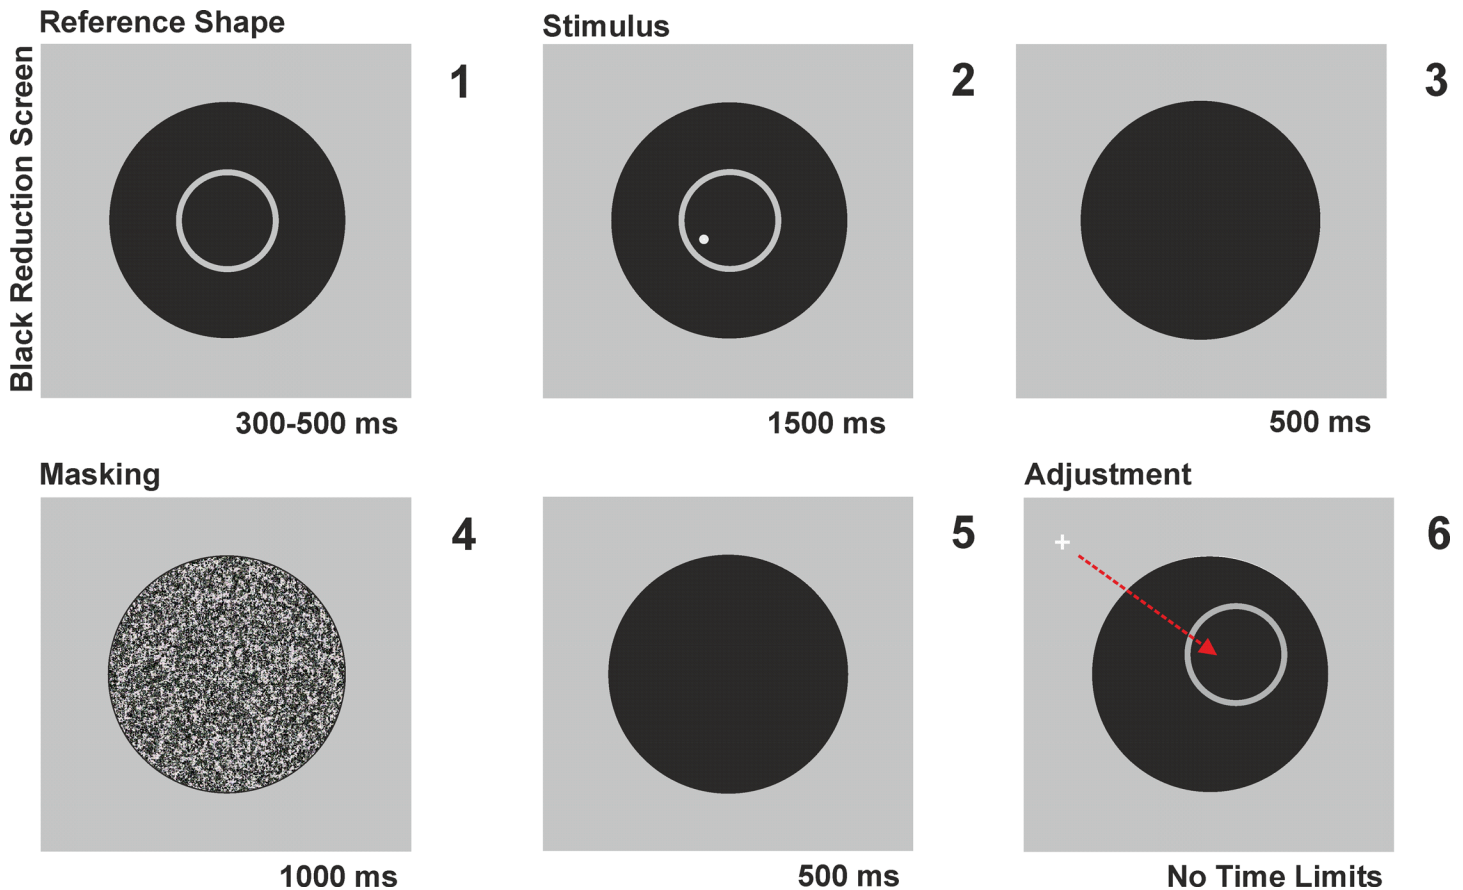 Reference Shape
Stimulus
Black Reduction Screen
1
2
3
300-500 ms
1500 ms
500 ms
Masking
Adjustment
4
5
6
1000 ms
500 ms
No Time Limits